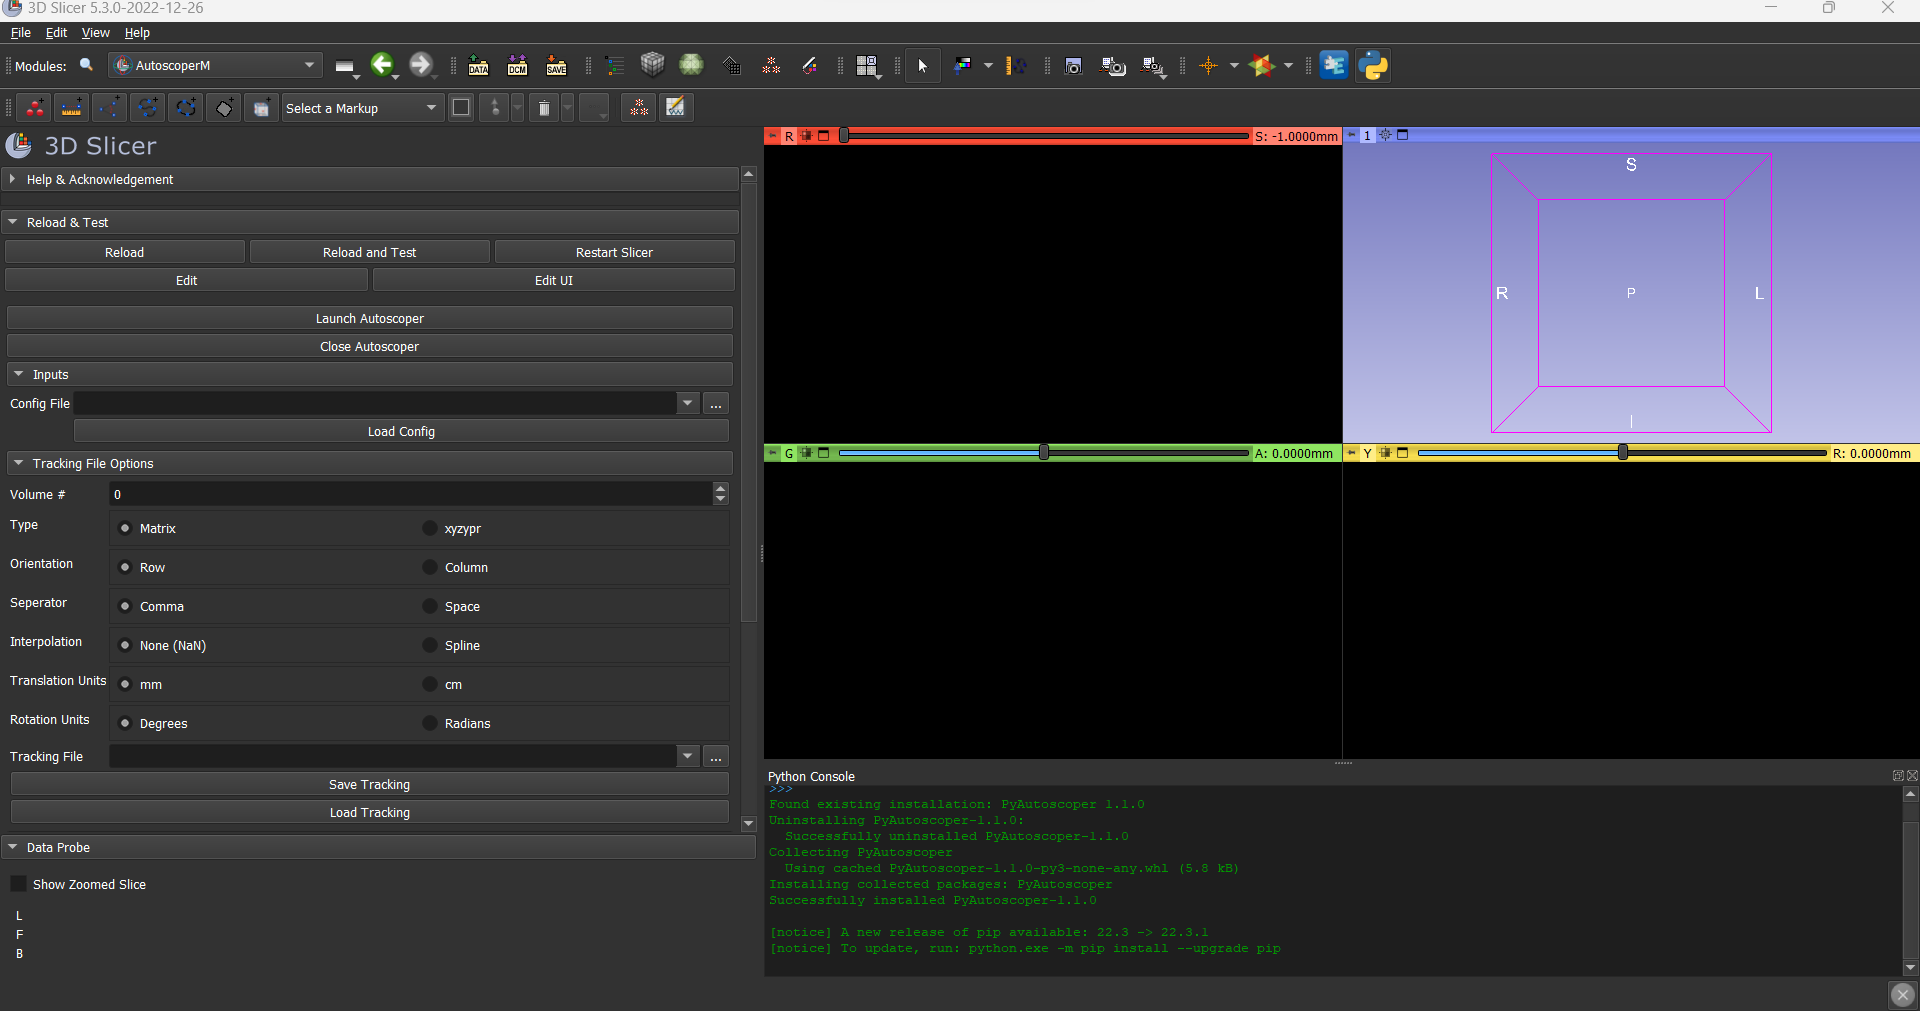 3D Slicer 5.3.0-2022-12-26
File Edit View Help
Modules: AutoscoperM DATA DCM SAVE
Select a Markup
3D Slicer
Help & Acknowledgement
Reload & Test
Reload Reload and Test Restart Slicer
Edit Edit UI
Launch Autoscoper
Close Autoscoper
Inputs
Config File ...
Load Config
Tracking File Options
Volume # 0
Type Matrix xyzypr
Orientation Row Column
Seperator Comma Space
Interpolation None (NaN) Spline
Translation Units mm cm
Rotation Units Degrees Radians
Tracking File ...
Save Tracking
Load Tracking
Data Probe
Show Zoomed Slice
L
F
B
R S: -1.0000mm
1
S
R P L
I
G A: 0.0000mm
Y R: 0.0000mm
Python Console
>>>
Found existing installation: PyAutoscoper 1.1.0
Uninstalling PyAutoscoper-1.1.0:
Successfully uninstalled PyAutoscoper-1.1.0
Collecting PyAutoscoper
Using cached PyAutoscoper-1.1.0-py3-none-any.whl (5.8 kB)
Installing collected packages: PyAutoscoper
Successfully installed PyAutoscoper-1.1.0
[notice] A new release of pip available: 22.3 -> 22.3.1
[notice] To update, run: python.exe -m pip install --upgrade pip